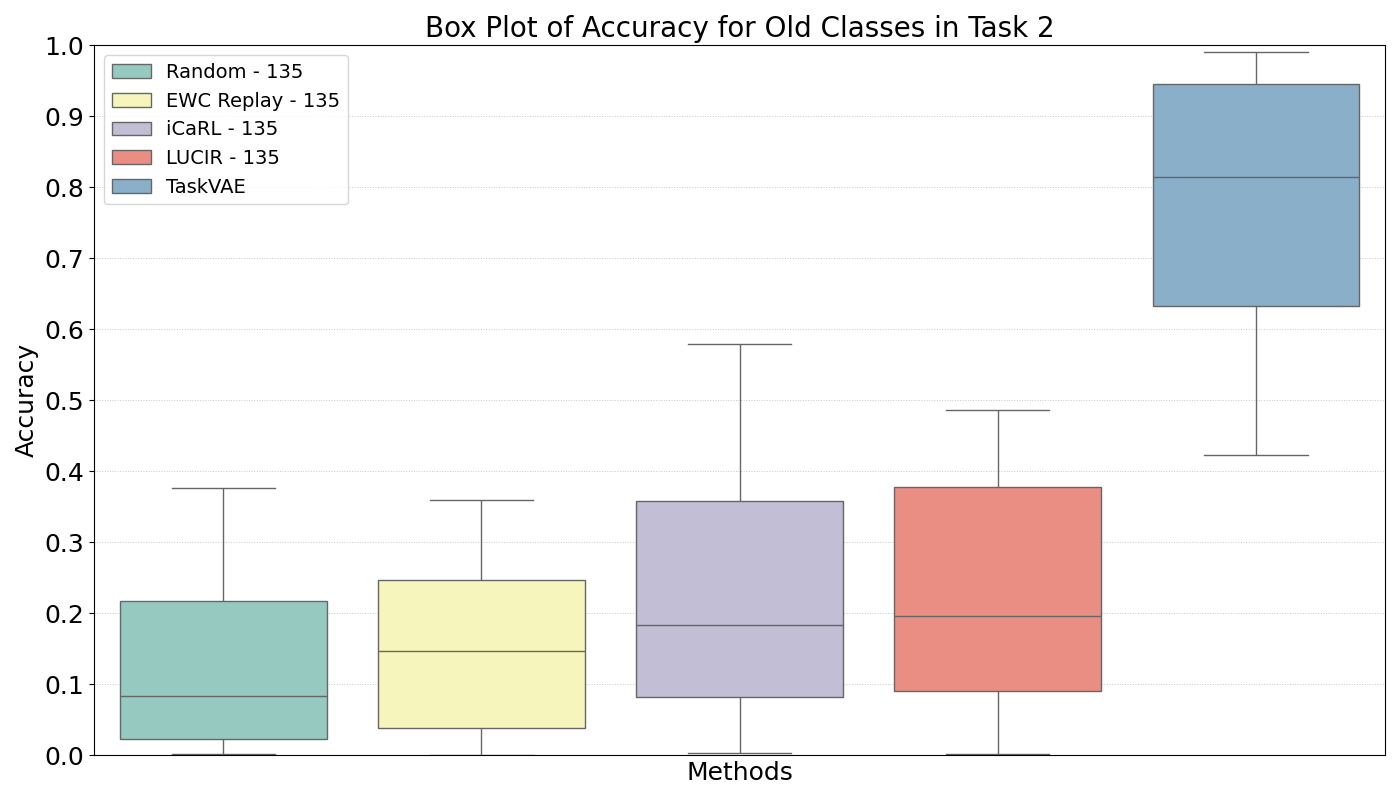 Box Plot of Accuracy for Old Classes in Task 2
1.0
0.9
0.8
0.7
0.6
0.5
0.4
0.3
0.2
0.1
0.0
Accuracy
Random - 135
EWC Replay - 135
iCaRL - 135
LUCIR - 135
TaskVAE
Methods